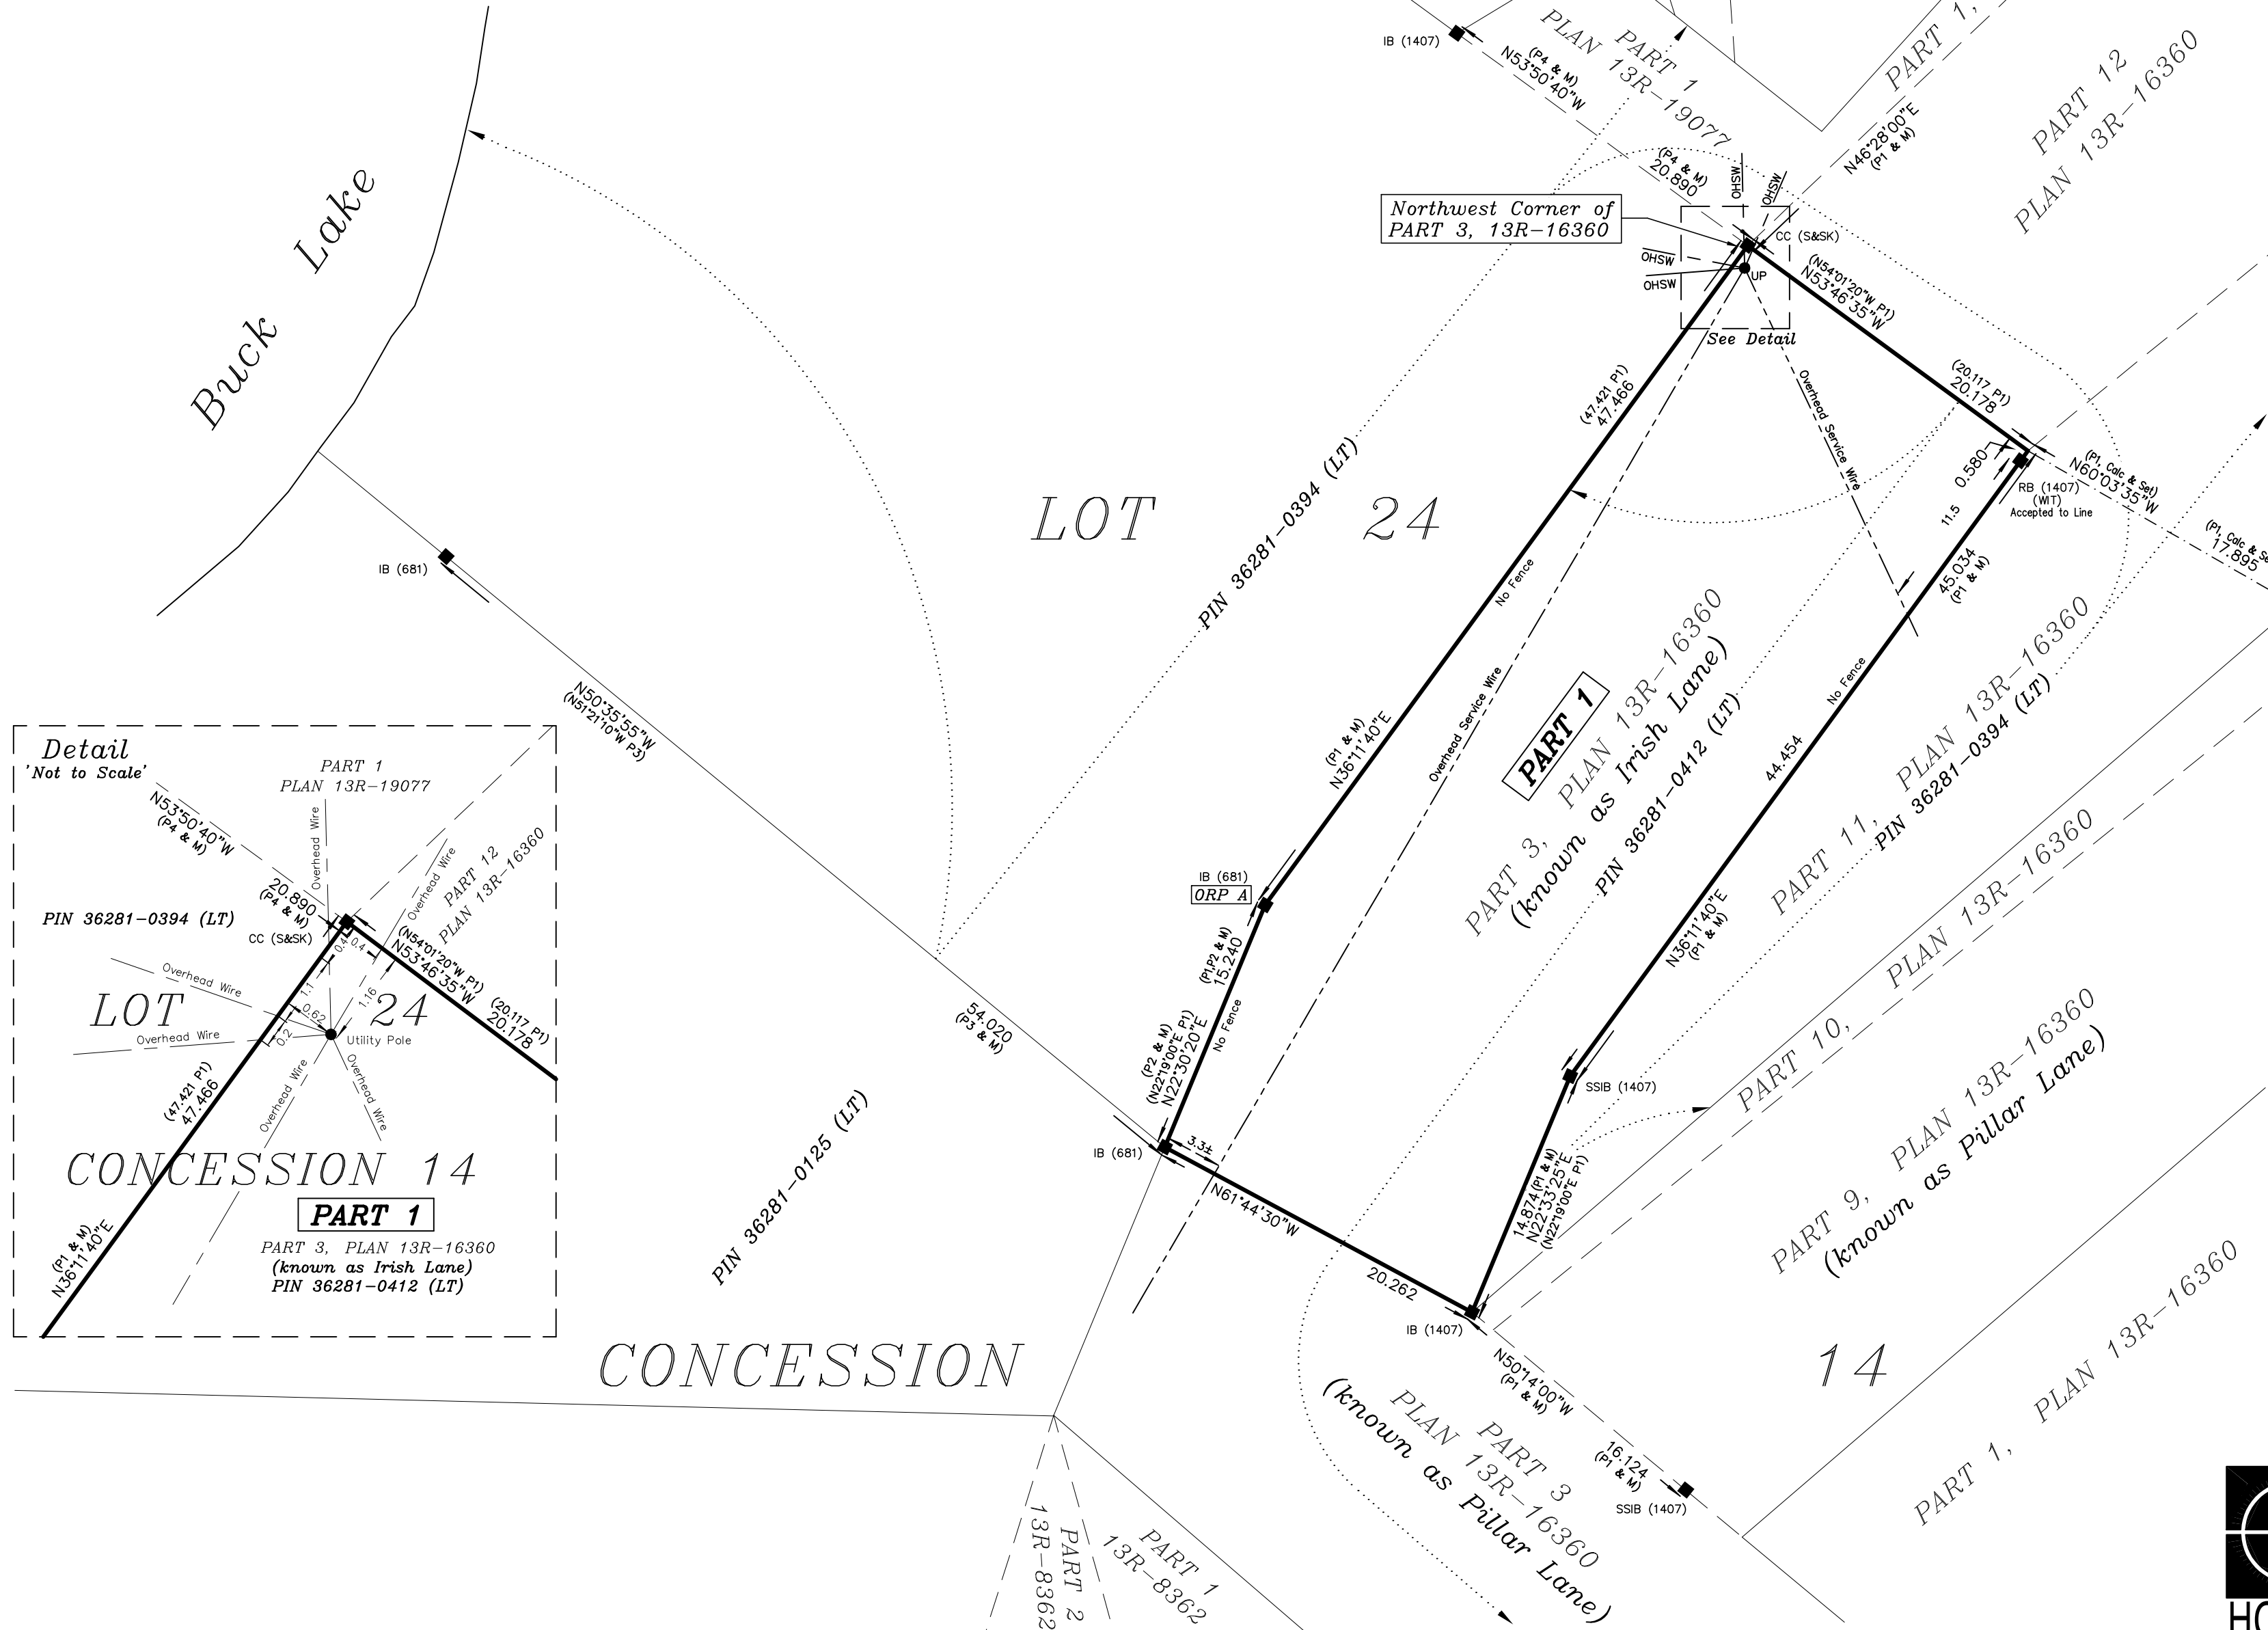 Buck Lake
IB (1407)
(P4 & M)
N53°50'40"W
PART 1
PLAN 13R-19077
PART 1,
PART 12
PLAN 13R-16360
N46°28'00"E
(P1 & M)
(P4 & M)
20.890
OHSW
OHSW
Northwest Corner of
PART 3, 13R-16360
CC (S&SK)
OHSW
OHSW
UP
See Detail
(N54°01'20"W P1)
N53°46'35"W
(20.117 P1)
20.178
(47.421 P1)
47.466
Overhead Service Wire
0.580
11.5
RB (1407)
(WIT)
Accepted to Line
(P1, Calc & Set)
N60°03'35"W
(P1, Calc & Se
17.895
45.034
(P1 & M)
LOT 24
PIN 36281-0394 (LT)
IB (681)
No Fence
PART 3, PLAN 13R-16360
(known as Irish Lane)
PIN 36281-0412 (LT)
PART 1
Overhead Service Wire
(P1 & M)
N36°11'40"E
No Fence
44.454
PART 11, PLAN 13R-16360
PIN 36281-0394 (LT)
N50°35'55"W
(N51°21'10"W P3)
N36°11'40"E
(P1 & M)
IB (681)
ORP A
(P1,P2 & M)
15.240
(P2 & M)
(N22°19'00"E P1)
N22°30'20"E
No Fence
54.020
(P3 & M)
IB (681)
3.3±
N61°44'30"W
20.262
SSIB (1407)
14.874 (P1 & M)
N22°33'25"E
(N22°19'00"E P1)
IB (1407)
PART 10, PLAN 13R-16360
PART 9, PLAN 13R-16360
(known as Pillar Lane)
PIN 36281-0125 (LT)
CONCESSION 14
N50°14'00"W
(P1 & M)
16.124
(P1 & M)
SSIB (1407)
PART 3
PLAN 13R-16360
(known as Pillar Lane)
PART 1, PLAN 13R-16360
PART 2
13R-8362
PART 1
13R-8362
Detail
'Not to Scale'
PART 1
PLAN 13R-19077
N53°50'40"W
(P4 & M)
Overhead Wire
Overhead Wire
PART 12
PLAN 13R-16360
20.890
(P4 & M)
PIN 36281-0394 (LT)
CC (S&SK)
0.4
0.4
(N54°01'20"W P1)
N53°46'35"W
(20.117 P1)
20.178
Overhead Wire
1.1
1.16
0.62
0.2
LOT 24
Overhead Wire
Utility Pole
Overhead Wire
Overhead Wire
(47.421 P1)
47.466
CONCESSION 14
PART 1
PART 3, PLAN 13R-16360
(known as Irish Lane)
PIN 36281-0412 (LT)
(P1 & M)
N36°11'40"E
HO